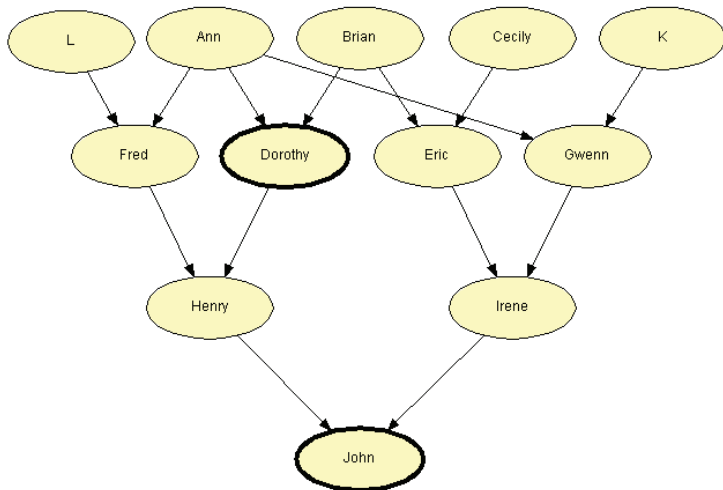 L
Ann
Brian
Cecily
K
Fred
Dorothy
Eric
Gwenn
Henry
Irene
John